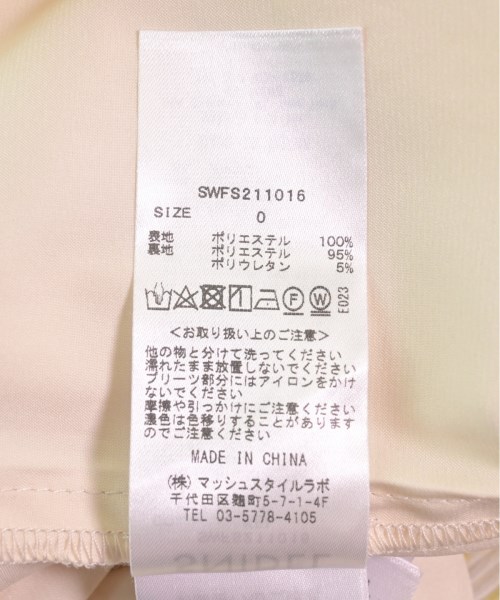 SWFS211016
SIZE 0
表地 ポリエステル 100%
裏地 ポリエステル 95%
ポリウレタン 5%
F W E023
<お取り扱い上のご注意>
他の物と分けて洗ってください
濡れたまま放置しないでください
プリーツ部分にはアイロンをかけ
ないでください
摩擦や引っかけにご注意ください
濃色は色移りすることがあります
のでご注意ください
MADE IN CHINA
(株) マッシュスタイルラボ
千代田区麹町5-7-1-4F
TEL 03-5778-4105